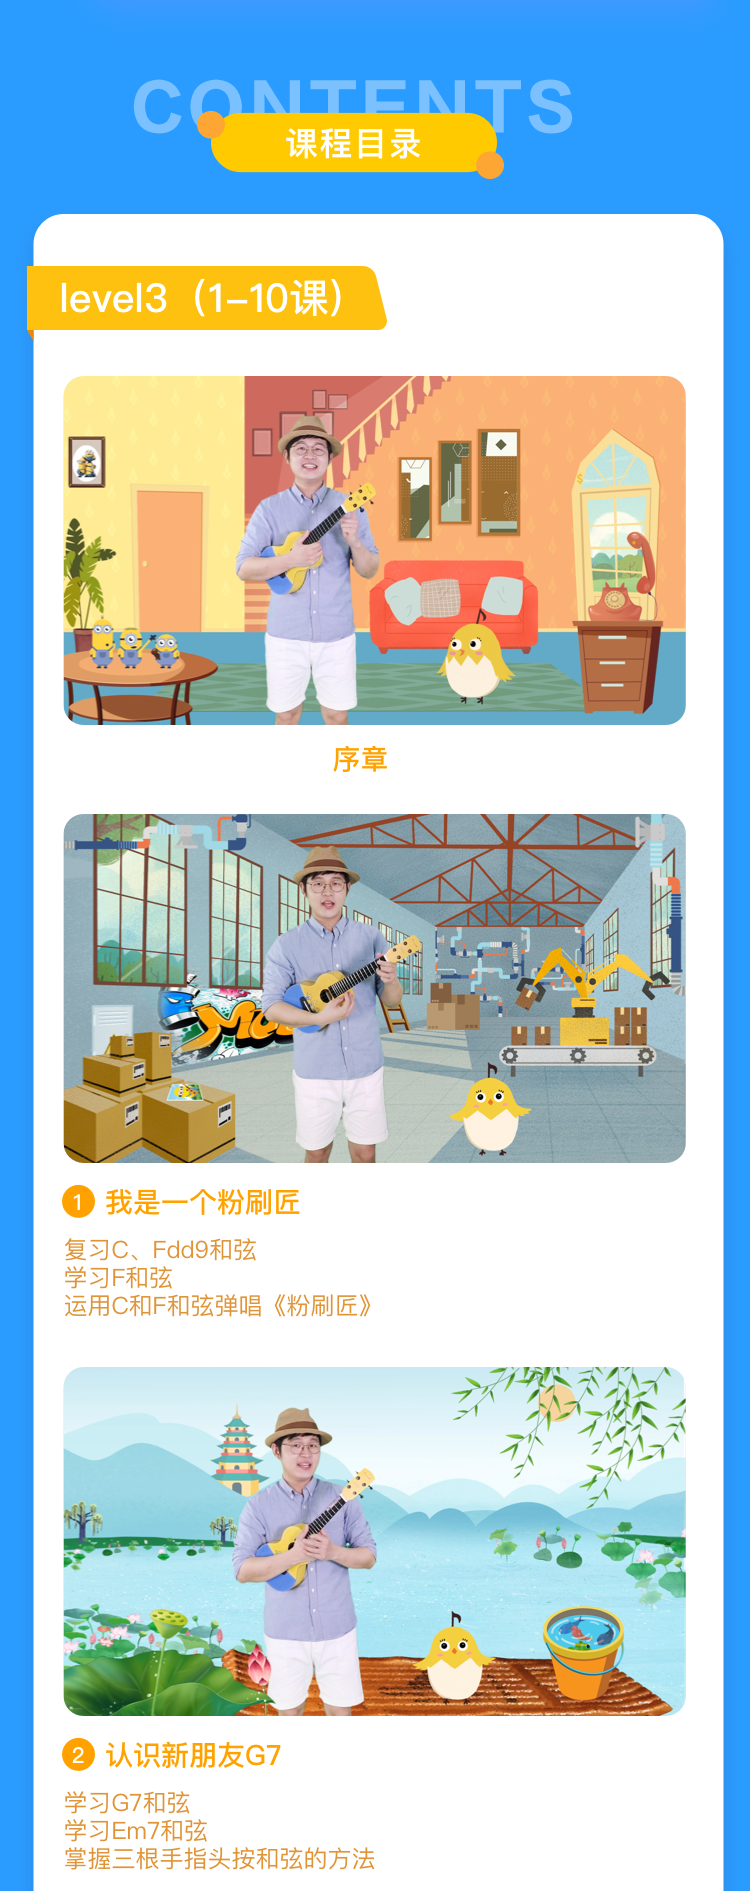 CONTENTS
课程目录
level3（1-10课）
序章
1 我是一个粉刷匠
复习C、Fdd9和弦
学习F和弦
运用C和F和弦弹唱《粉刷匠》
2 认识新朋友G7
学习G7和弦
学习Em7和弦
掌握三根手指头按和弦的方法